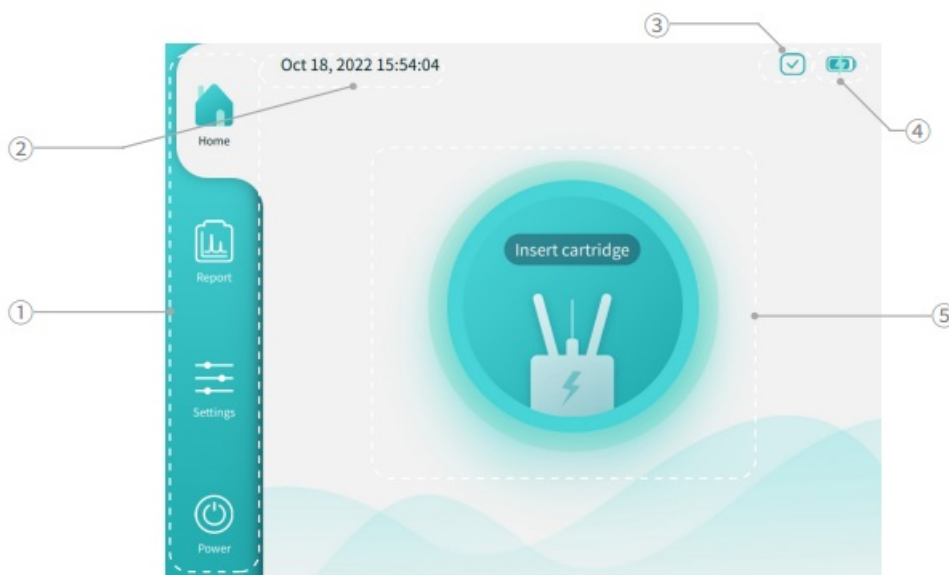 ③
Oct 18, 2022 15:54:04
④
②
Home
Insert cartridge
Report
①
⑤
Settings
Power